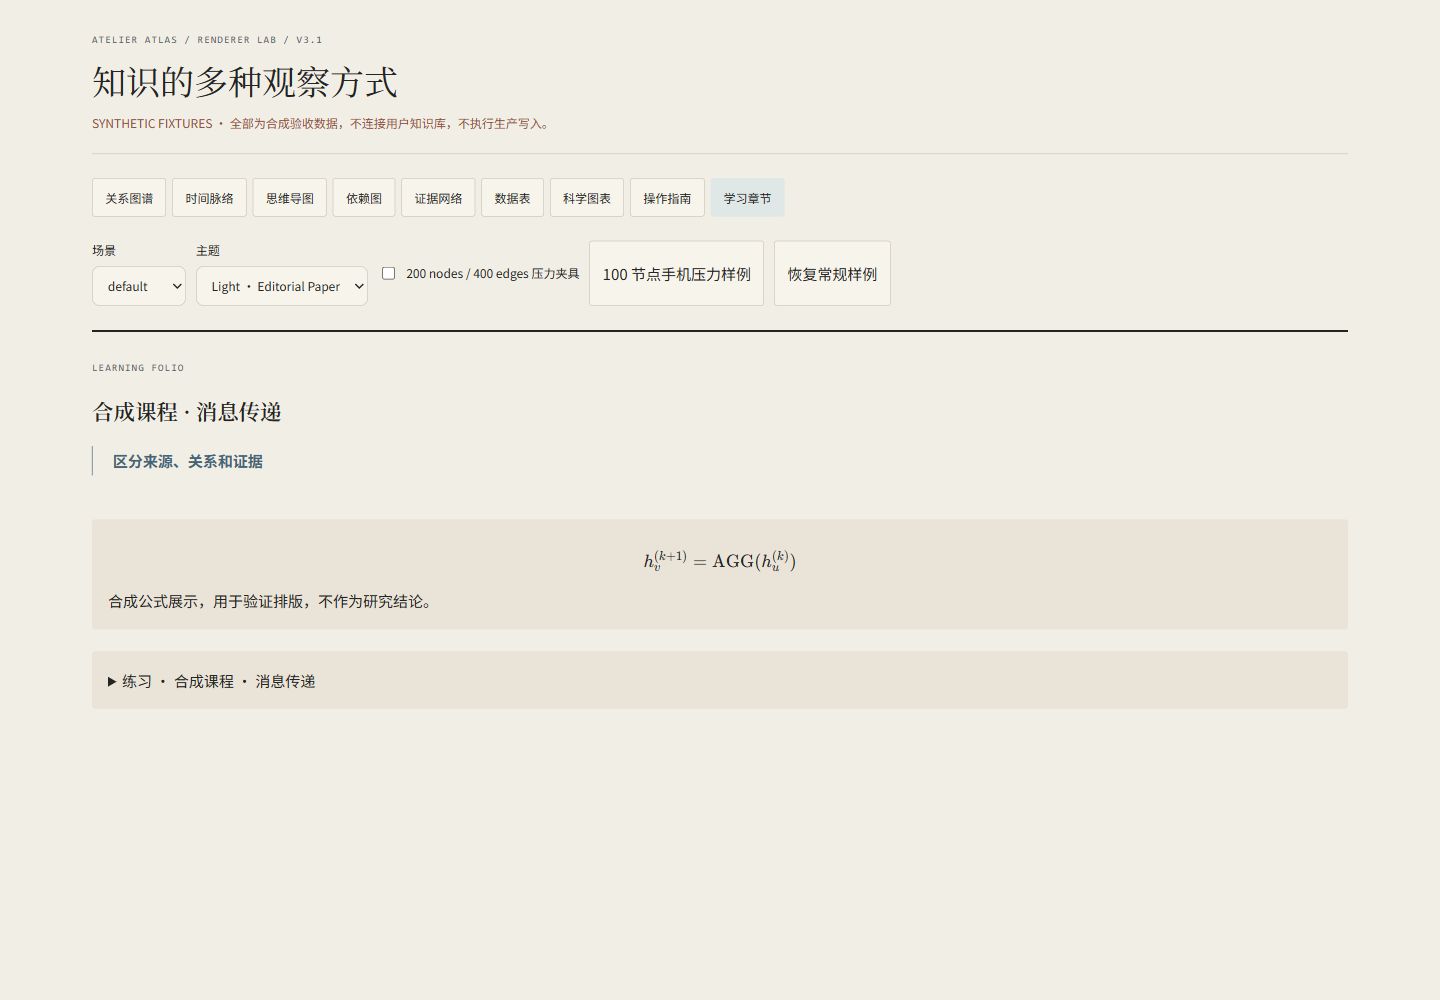 ATELIER ATLAS / RENDERER LAB / V3.1
知识的多种观察方式
SYNTHETIC FIXTURES · 全部为合成验收数据，不连接用户知识库，不执行生产写入。
关系图谱 时间脉络 思维导图 依赖图 证据网络 数据表 科学图表 操作指南 学习章节
场景 主题
default Light · Editorial Paper 200 nodes / 400 edges 压力夹具 100 节点手机压力样例 恢复常规样例
LEARNING FOLIO
合成课程 · 消息传递
区分来源、关系和证据
h_v^{(k+1)} = AGG(h_u^{(k)})
合成公式展示，用于验证排版，不作为研究结论。
▶ 练习 · 合成课程 · 消息传递